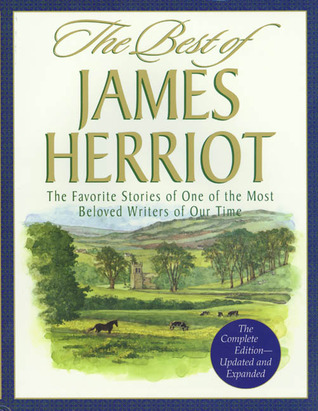 The Best of
JAMES
HERRIOT
The Favorite Stories of One of the Most
Beloved Writers of Our Time
The
Complete
Edition—
Updated and
Expanded